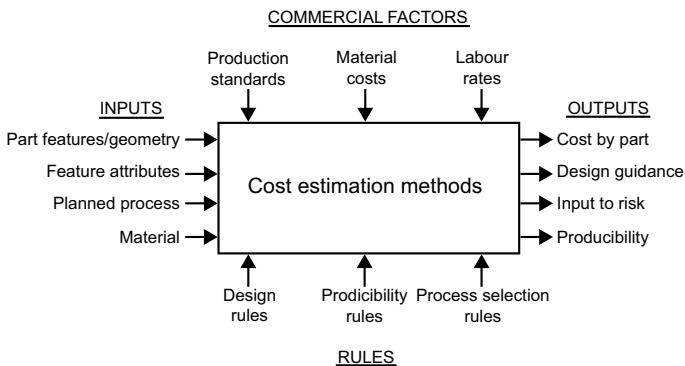 COMMERCIAL FACTORS
Production
standards
Material
costs
Labour
rates
INPUTS
Part features/geometry
Feature attributes
Planned process
Material
Cost estimation methods
OUTPUTS
Cost by part
Design guidance
Input to risk
Producibility
Design
rules
Prodicibility
rules
Process selection
rules
RULES